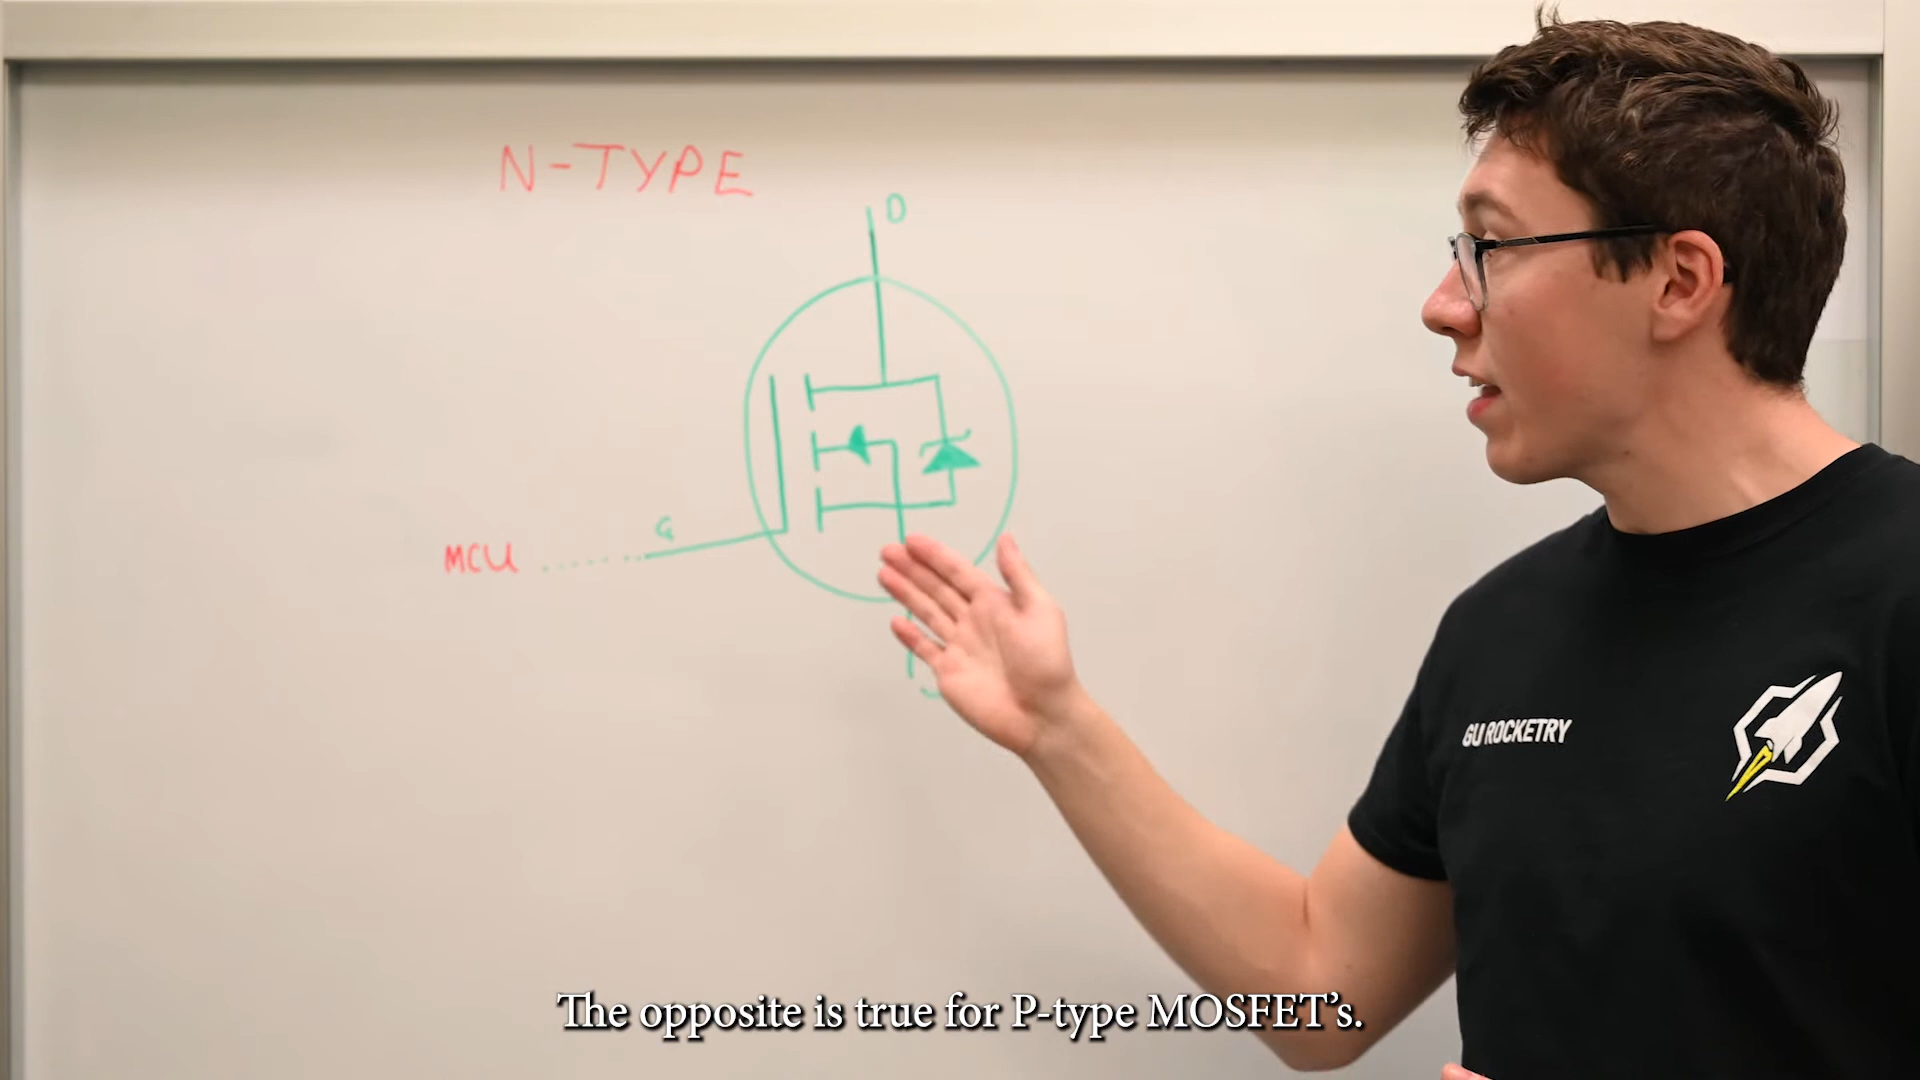 N-TYPE
D
G
MCU
GU ROCKETRY
The opposite is true for P-type MOSFET's.